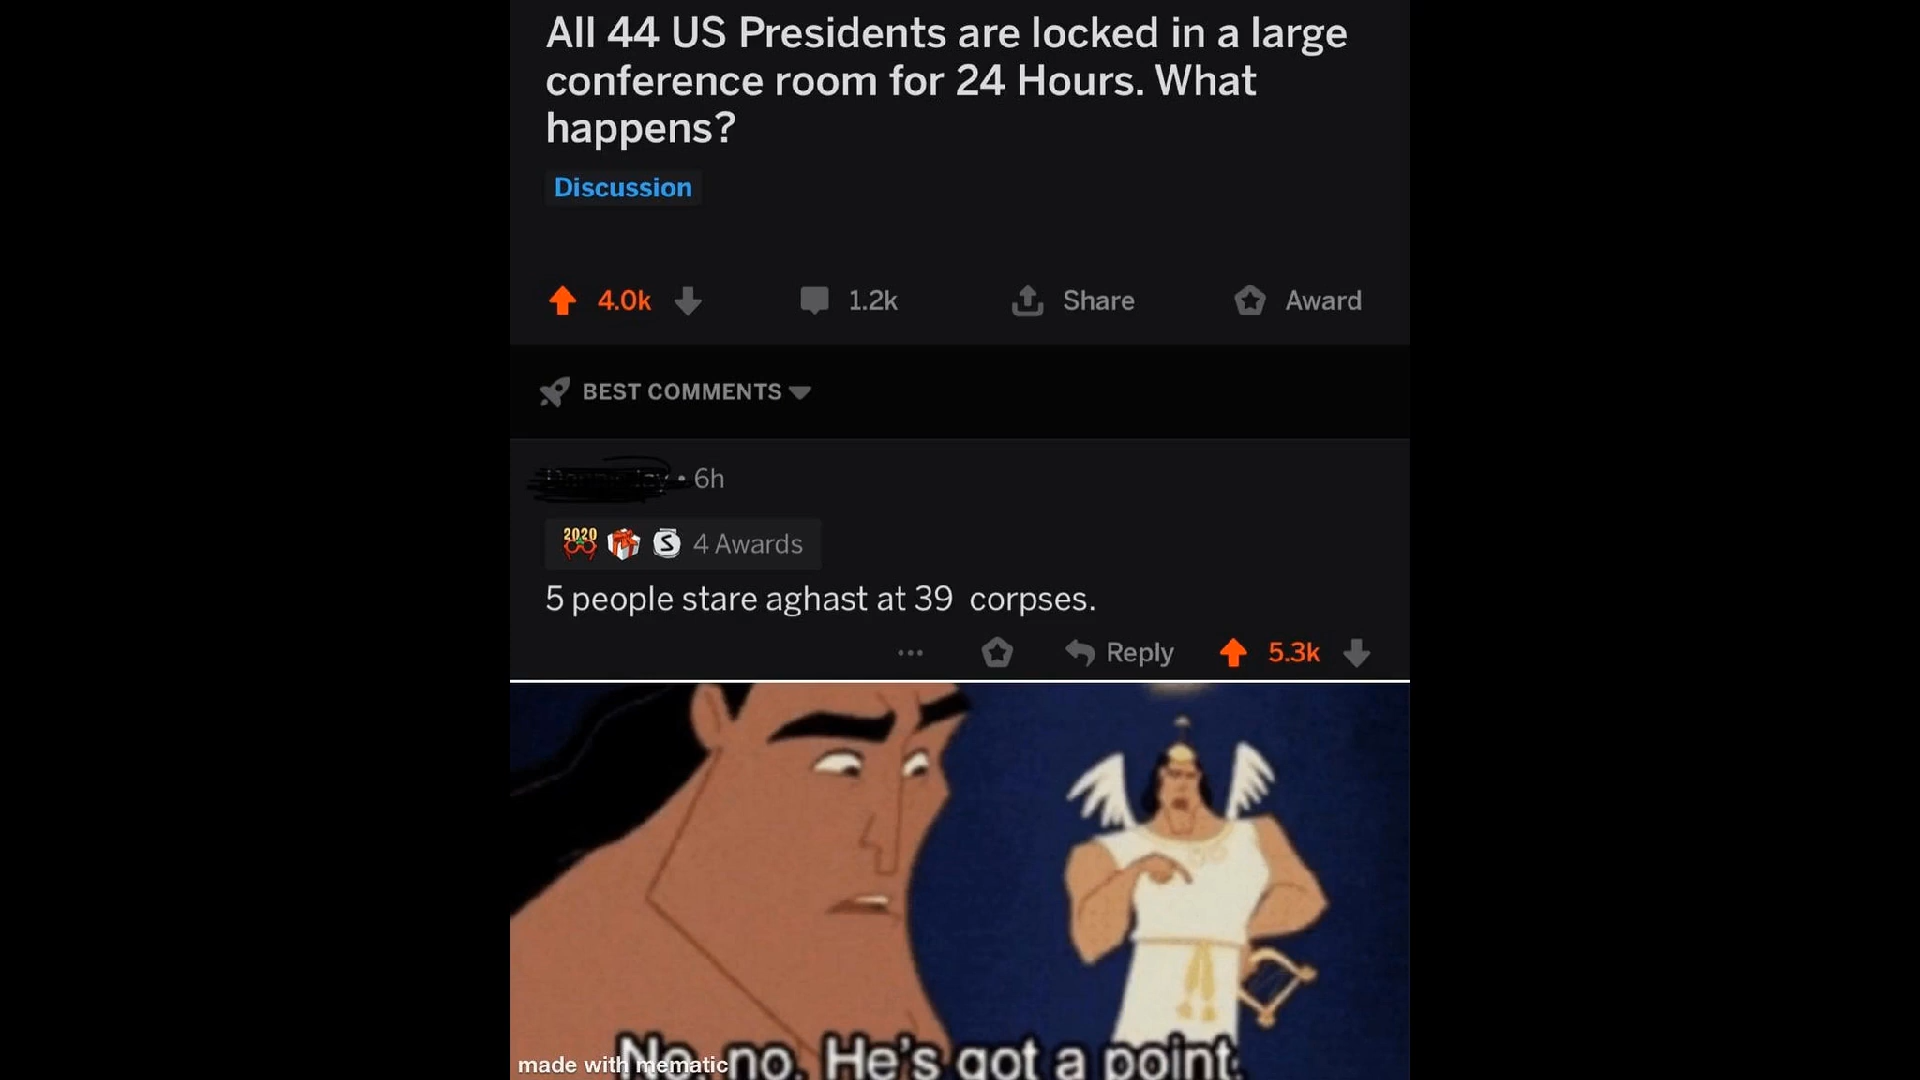 All 44 US Presidents are locked in a large
conference room for 24 Hours. What
happens?
Discussion
4.0k
1.2k
Share
Award
BEST COMMENTS
• 6h
2020
S
4 Awards
5 people stare aghast at 39 corpses.
Reply
5.3k
No, no. He's got a point.
made with mematic